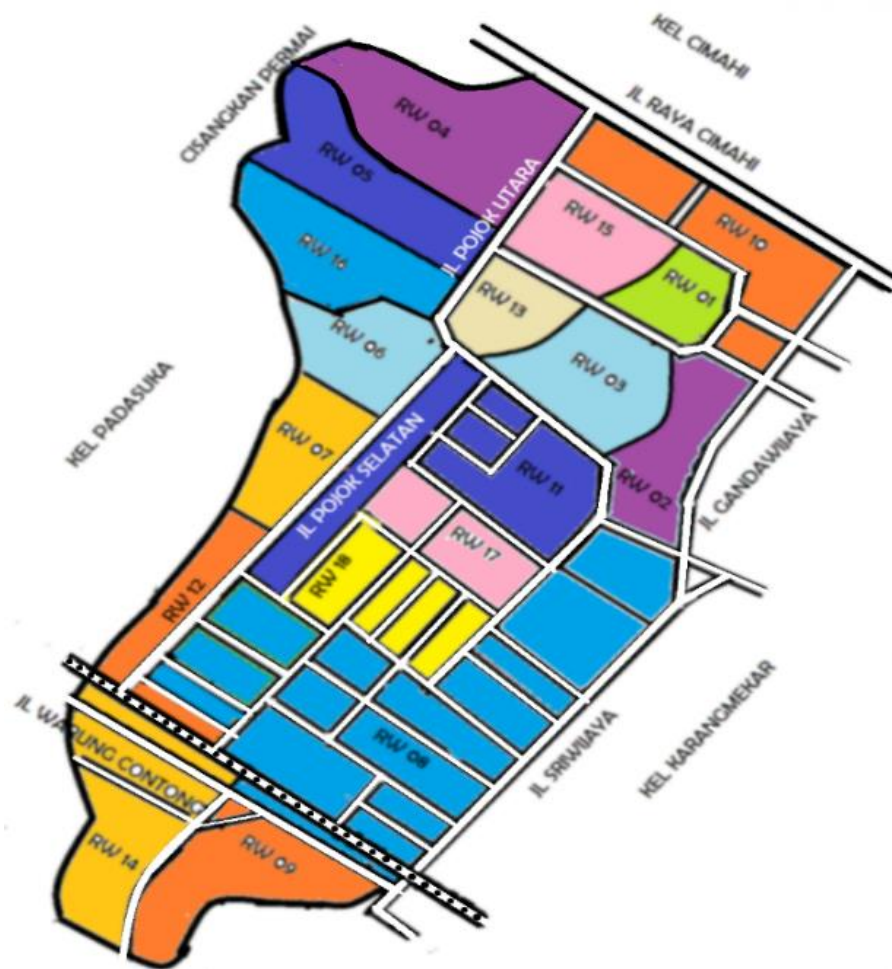 KEL CIMAHI
CISANGKAN PERMAI
JL RAYA CIMAHI
RW 04
RW 05
JL POJOK UTARA
RW 15
RW 10
RW 16
RW 01
RW 13
RW 06
RW 03
KEL PADASUKA
RW 07
JL POJOK SELATAN
RW 11
RW 02
JL GANDAWIJAYA
RW 17
RW 18
RW 12
JL WARUNG CONTONG
RW 08
JL SRIWIJAYA
KEL KARANGMEKAR
RW 14
RW 09